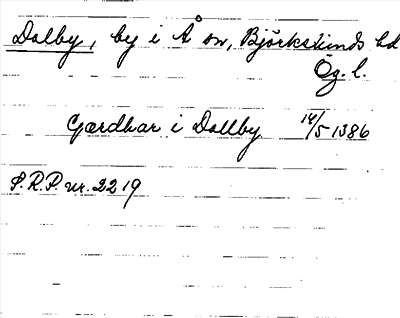 Dalby, by i Å sn, Björkekinds hd
Ög. l.
Gærdhar i Dallby 14/5 1386
S.R.P. nr. 2219